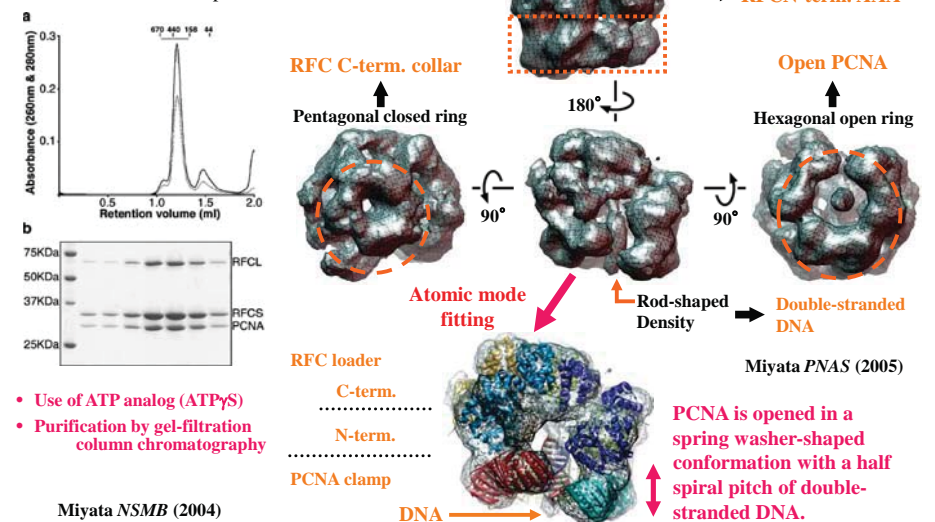 a
670 440 158 44
0.3
0.2
0.1
Absorbance (260nm & 280nm)
0.5 1.0 1.5 2.0
Retention volume (ml)
b
75KDa
50KDa
37KDa
25KDa
RFCL
RFCS
PCNA
• Use of ATP analog (ATPγS)
• Purification by gel-filtration
column chromatography
Miyata NSMB (2004)
RFC C-term. collar
Pentagonal closed ring
180°
90°
90°
Open PCNA
Hexagonal open ring
Atomic mode
fitting
Rod-shaped
Density
Double-stranded
DNA
Miyata PNAS (2005)
RFC loader
C-term.
N-term.
PCNA clamp
DNA
PCNA is opened in a
spring washer-shaped
conformation with a half
spiral pitch of double-
stranded DNA.